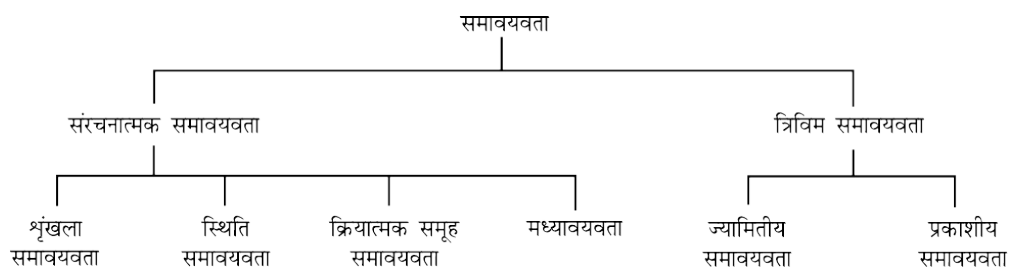 समावयवता
संरचनात्मक समावयवता
त्रिविम समावयवता
शृंखला
समावयवता
स्थिति
समावयवता
क्रियात्मक समूह
समावयवता
मध्यावयवता
ज्यामितीय
समावयवता
प्रकाशीय
समावयवता